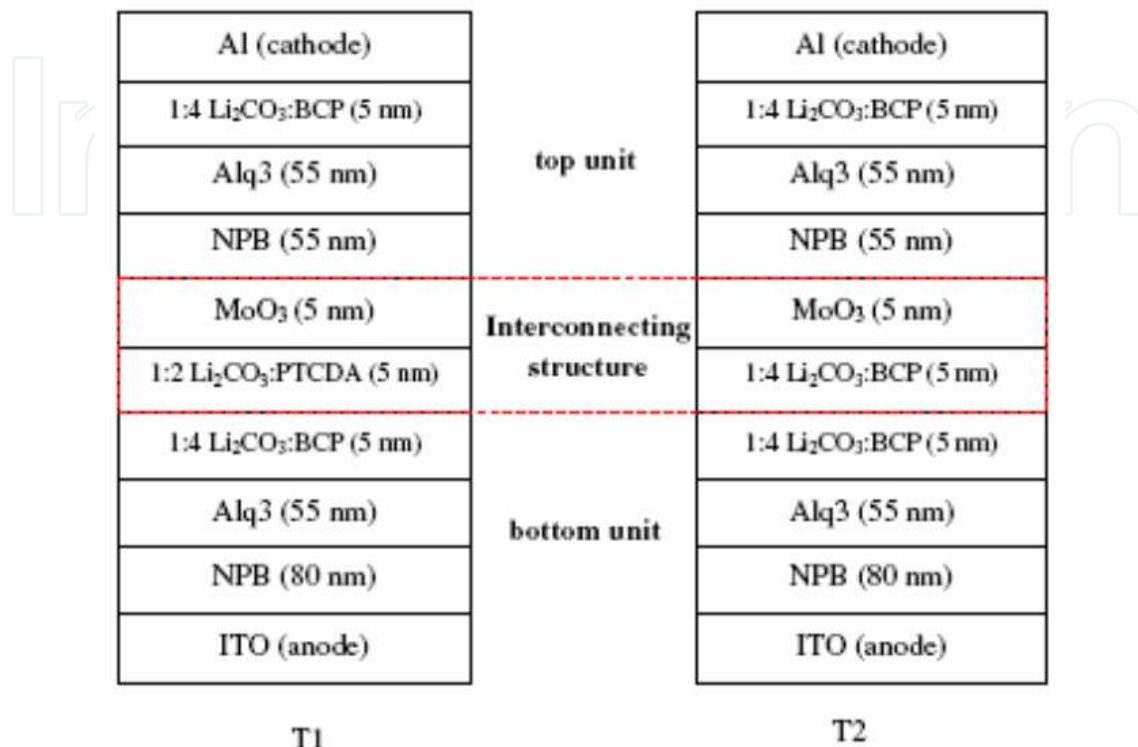 Al (cathode)
1:4 Li₂CO₃:BCP (5 nm)
Alq3 (55 nm)
NPB (55 nm)
MoO₃ (5 nm)
1:2 Li₂CO₃:PTCDA (5 nm)
1:4 Li₂CO₃:BCP (5 nm)
Alq3 (55 nm)
NPB (80 nm)
ITO (anode)
T1
top unit
Interconnecting
structure
bottom unit
Al (cathode)
1:4 Li₂CO₃:BCP (5 nm)
Alq3 (55 nm)
NPB (55 nm)
MoO₃ (5 nm)
1:4 Li₂CO₃:BCP (5 nm)
1:4 Li₂CO₃:BCP (5 nm)
Alq3 (55 nm)
NPB (80 nm)
ITO (anode)
T2